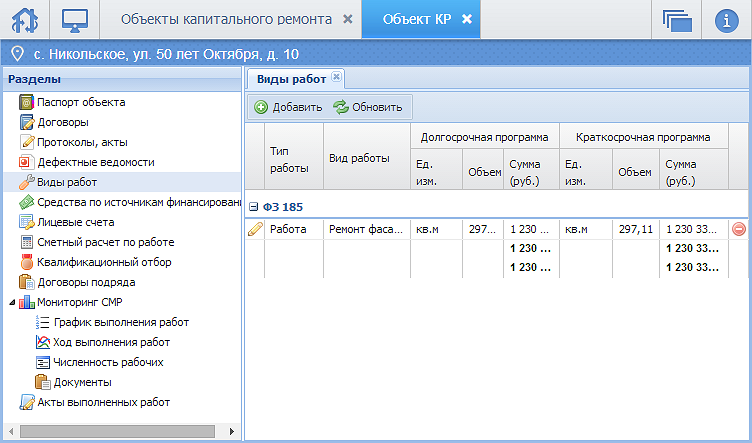 Объекты капитального ремонта
Объект КР
с. Никольское, ул. 50 лет Октября, д. 10
Разделы
Паспорт объекта
Договоры
Протоколы, акты
Дефектные ведомости
Виды работ
Средства по источникам финансирован
Лицевые счета
Сметный расчет по работе
Квалификационный отбор
Договоры подряда
Мониторинг СМР
График выполнения работ
Ход выполнения работ
Численность рабочих
Документы
Акты выполненных работ
Виды работ
Добавить Обновить
Тип работы
Вид работы
Долгосрочная программа
Краткосрочная программа
Ед. изм.
Объем
Сумма (руб.)
Ед. изм.
Объем
Сумма (руб.)
ФЗ 185
Работа Ремонт фаса... кв.м 297... 1 230 ... кв.м 297,11 1 230 33...
1 230 ... 1 230 33...
1 230 ... 1 230 33...